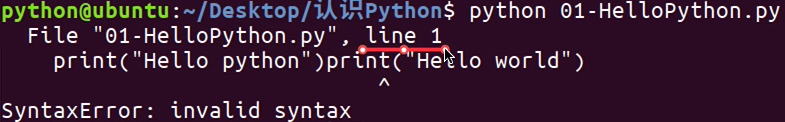 python@ubuntu:~/Desktop/认识Python$ python 01-HelloPython.py
  File "01-HelloPython.py", line 1
    print("Hello python")print("Hello world")
                             ^
SyntaxError: invalid syntax